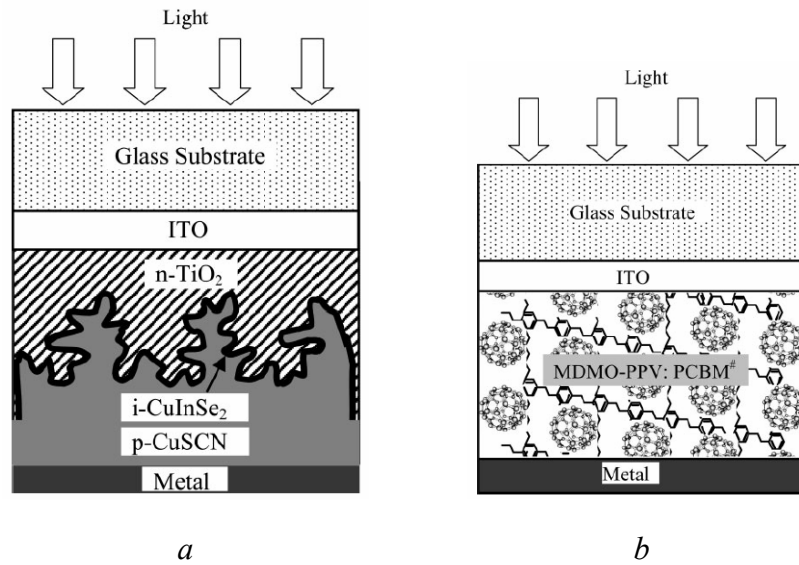 Light
Glass Substrate
ITO
n-TiO₂
i-CuInSe₂
p-CuSCN
Metal
a
Light
Glass Substrate
ITO
MDMO-PPV: PCBM#
Metal
b